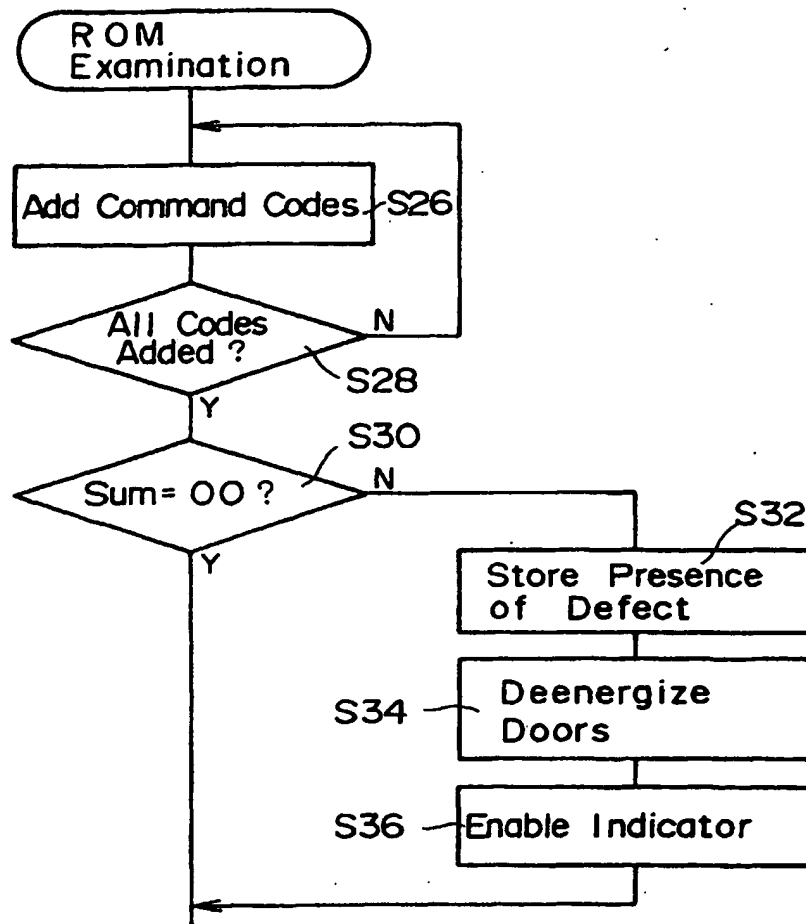 ROM
Examination
Add Command Codes
S26
All Codes
Added ?
N
S28
Y
S30
Sum= 00 ?
N
Y
S32
Store Presence
of Defect
Deenergize
Doors
S34
S36
Enable Indicator